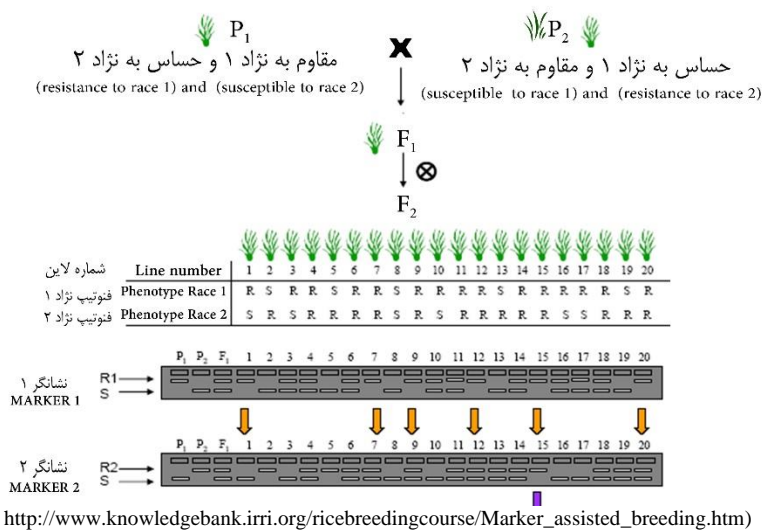 P1
P2
مقاوم به نژاد ۱ و حساس به نژاد ۲
(resistance to race 1) and (susceptible to race 2)
X
حساس به نژاد ۱ و مقاوم به نژاد ۲
(susceptible to race 1) and (resistance to race 2)
F1
F2
شماره لاین Line number 1 2 3 4 5 6 7 8 9 10 11 12 13 14 15 16 17 18 19 20
فنوتیپ نژاد ۱ Phenotype Race 1 R S R R S R R S R R R R S R R R R R S R
فنوتیپ نژاد ۲ Phenotype Race 2 S R S R R R R S R S R R R R R S S R R R
P1 P2 F1 1 2 3 4 5 6 7 8 9 10 11 12 13 14 15 16 17 18 19 20
نشانگر ۱
MARKER 1
R1
S
P1 P2 F1 1 2 3 4 5 6 7 8 9 10 11 12 13 14 15 16 17 18 19 20
نشانگر ۲
MARKER 2
R2
S
http://www.knowledgebank.irri.org/ricebreedingcourse/Marker_assisted_breeding.htm)